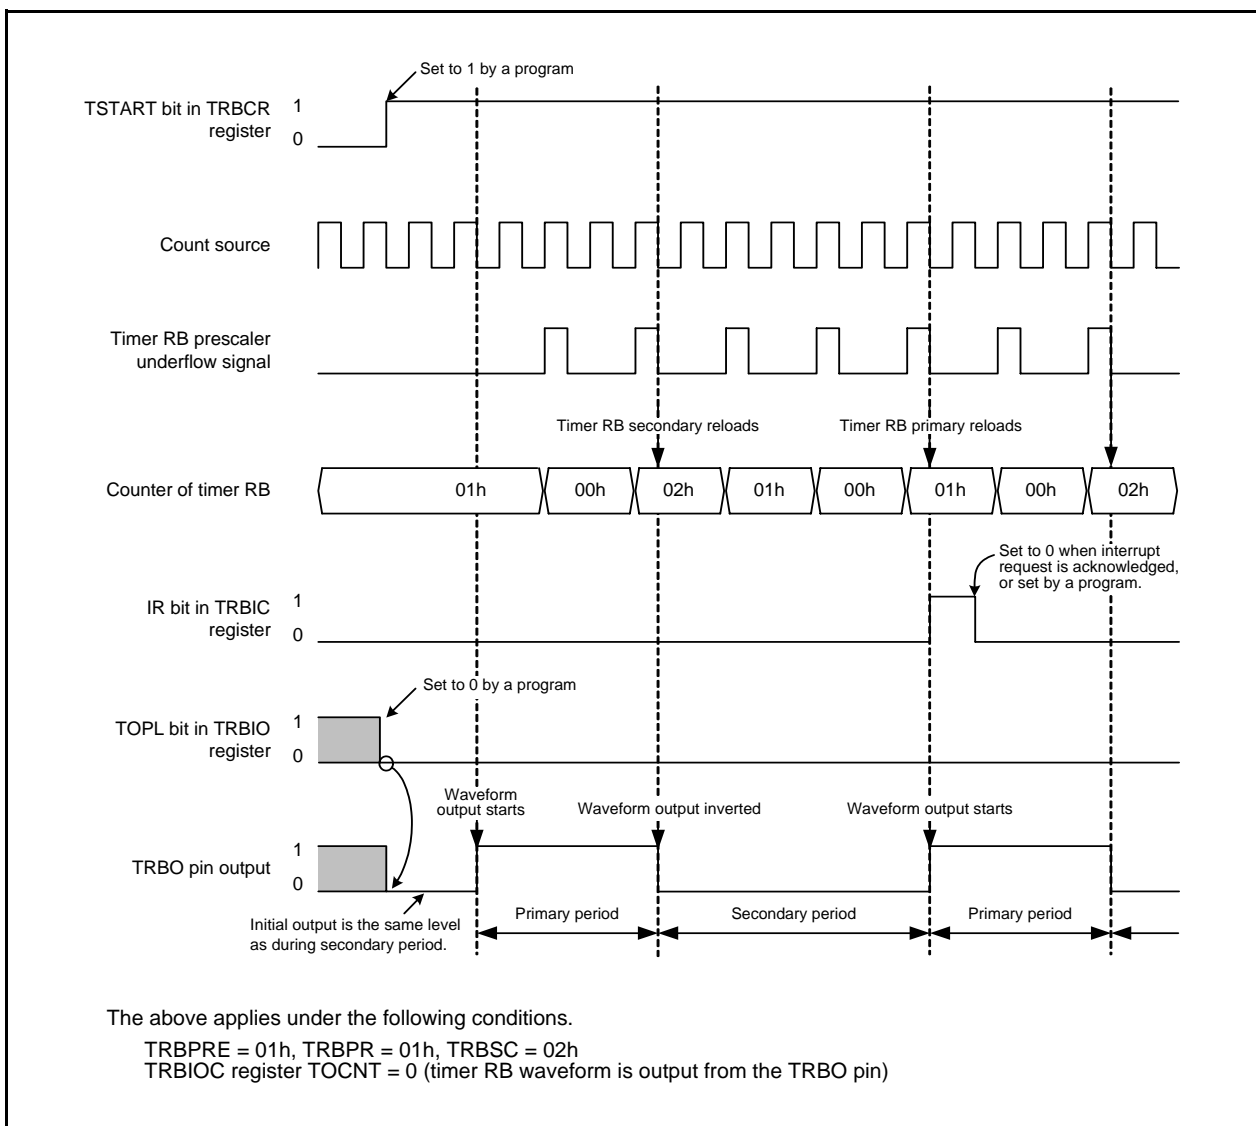 Set to 1 by a program
TSTART bit in TRBCR
register
1
0
Count source
Timer RB prescaler
underflow signal
Timer RB secondary reloads
Timer RB primary reloads
Counter of timer RB
01h
00h
02h
01h
00h
01h
00h
02h
Set to 0 when interrupt
request is acknowledged,
or set by a program.
IR bit in TRBIC
register
1
0
Set to 0 by a program
TOPL bit in TRBIO
register
1
0
Waveform
output starts
Waveform output inverted
Waveform output starts
TRBO pin output
1
0
Initial output is the same level
as during secondary period.
Primary period
Secondary period
Primary period
The above applies under the following conditions.
TRBPRE = 01h, TRBPR = 01h, TRBSC = 02h
TRBIOC register TOCNT = 0 (timer RB waveform is output from the TRBO pin)